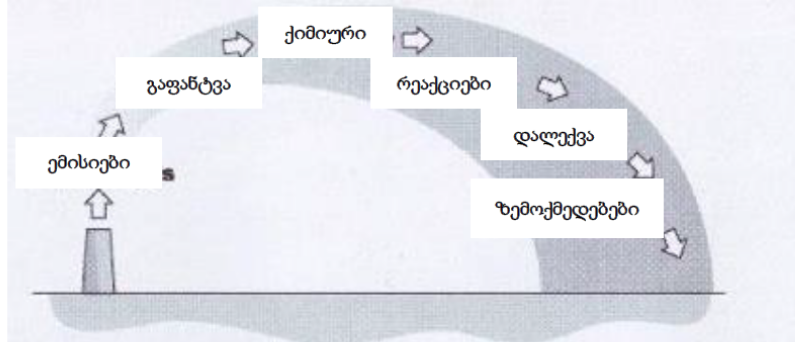 ქიმიური
გაფანტვა
რეაქციები
დალექვა
ემისიები
s
ზემოქმედებები